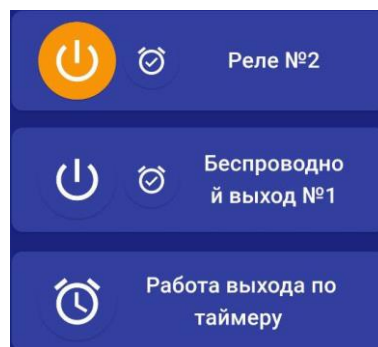 Реле №2
Беспроводно
й выход №1
Работа выхода по
таймеру